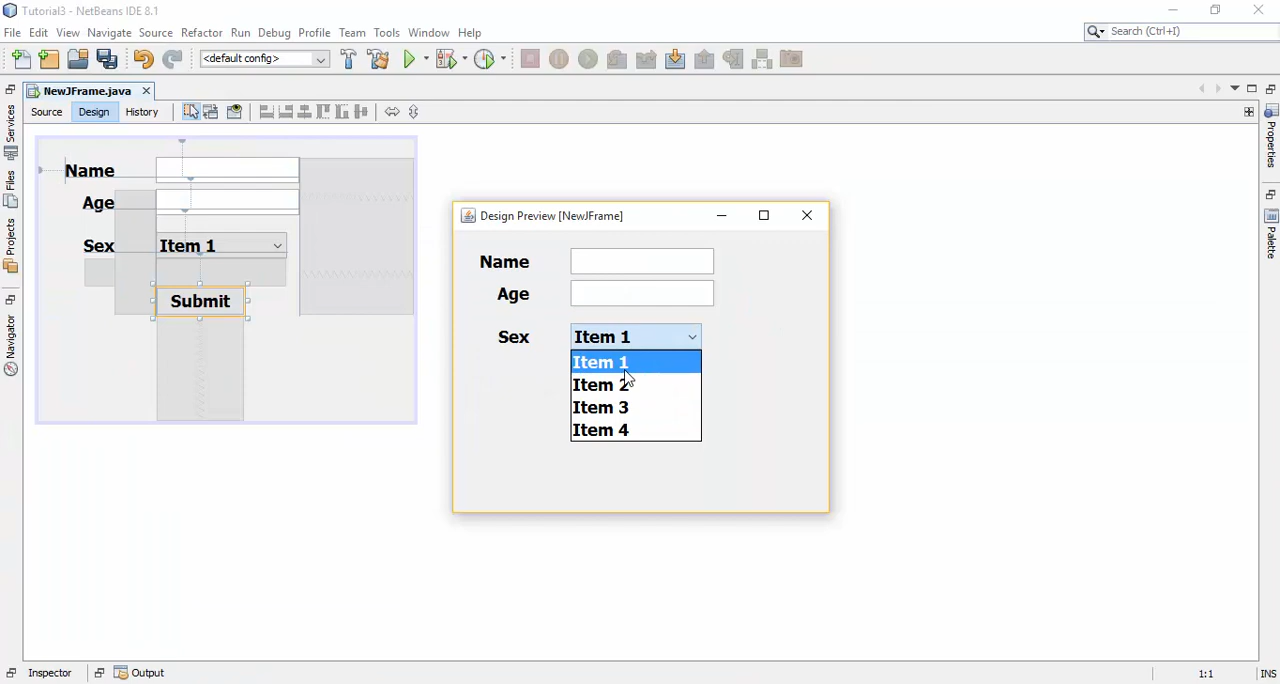 Tutorial3 - NetBeans IDE 8.1
File Edit View Navigate Source Refactor Run Debug Profile Team Tools Window Help
Search (Ctrl+I)
<default config>
NewJFrame.java
Source Design History
Services
Files
Projects
Navigator
Properties
Palette
Name
Age
Sex Item 1
Submit
Design Preview [NewJFrame]
Name
Age
Sex Item 1
Item 1
Item 2
Item 3
Item 4
Inspector Output
1:1 INS